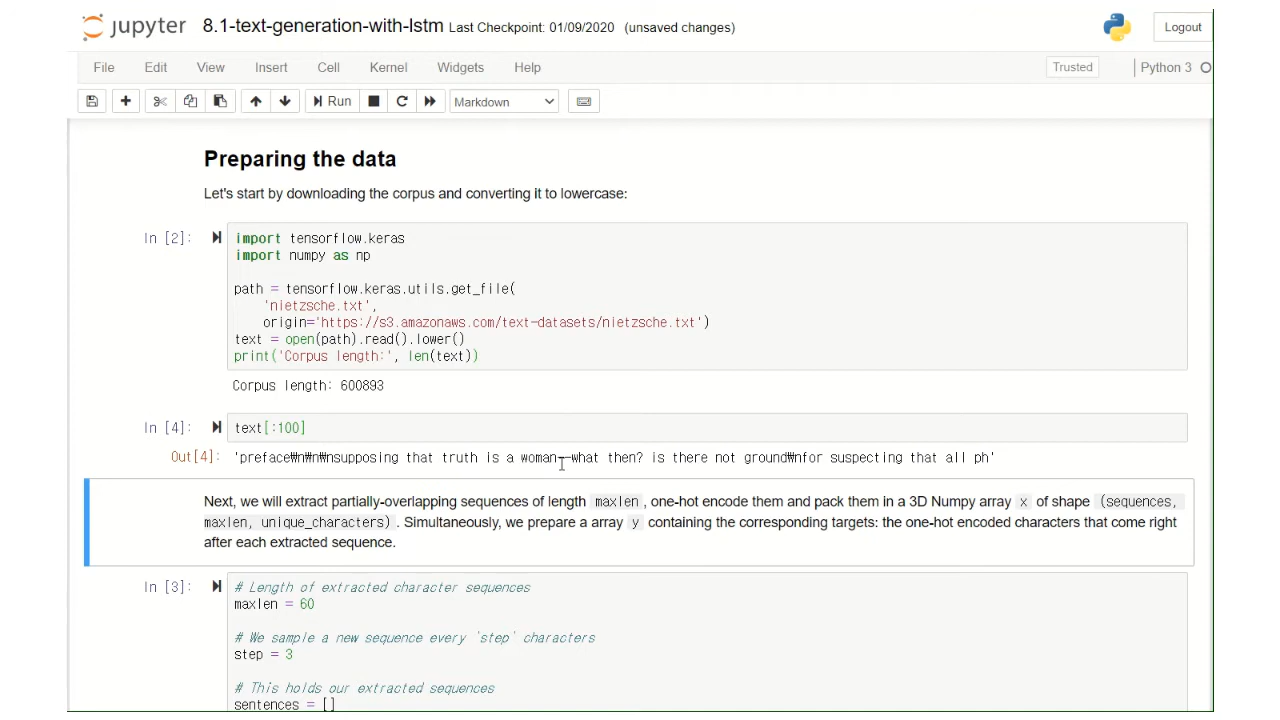 jupyter 8.1-text-generation-with-lstm Last Checkpoint: 01/09/2020 (unsaved changes) Logout
File Edit View Insert Cell Kernel Widgets Help Trusted Python 3
Run Markdown
Preparing the data
Let's start by downloading the corpus and converting it to lowercase:
In [2]: import tensorflow.keras
import numpy as np
path = tensorflow.keras.utils.get_file(
'nietzsche.txt',
origin='https://s3.amazonaws.com/text-datasets/nietzsche.txt')
text = open(path).read().lower()
print('Corpus length:', len(text))
Corpus length: 600893
In [4]: text[:100]
Out[4]: 'preface₩n₩n₩nsupposing that truth is a woman--what then? is there not ground₩nfor suspecting that all ph'
Next, we will extract partially-overlapping sequences of length maxlen, one-hot encode them and pack them in a 3D Numpy array x of shape (sequences,
maxlen, unique_characters). Simultaneously, we prepare a array y containing the corresponding targets: the one-hot encoded characters that come right
after each extracted sequence.
In [3]: # Length of extracted character sequences
maxlen = 60
# We sample a new sequence every `step` characters
step = 3
# This holds our extracted sequences
sentences = []